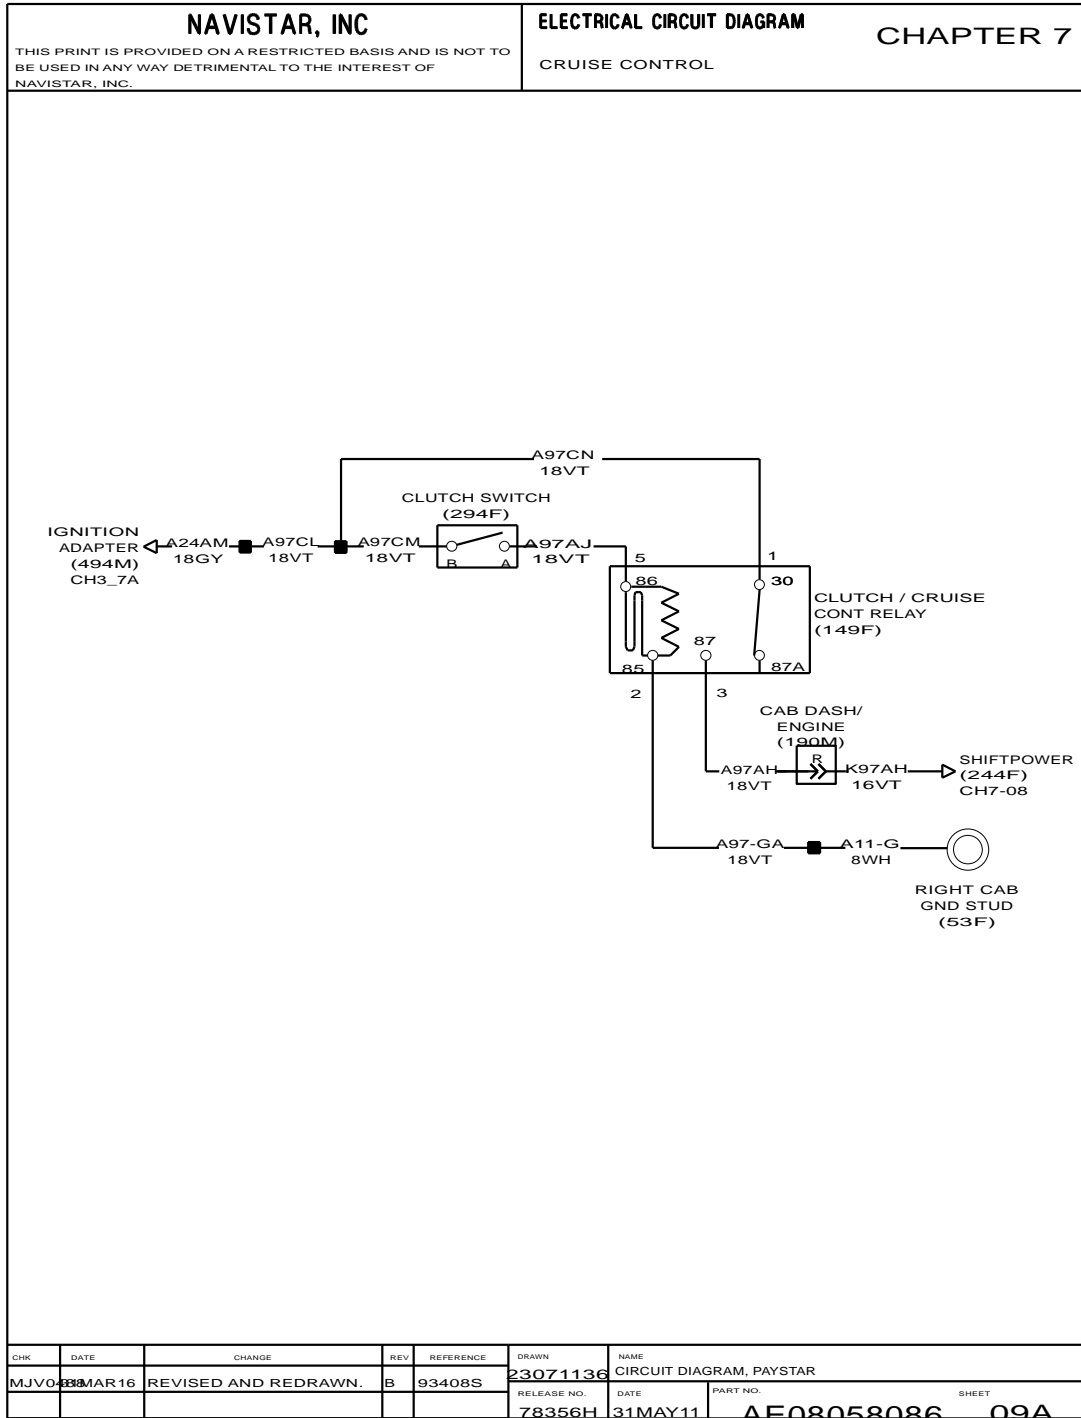 NAVISTAR, INC
THIS PRINT IS PROVIDED ON A RESTRICTED BASIS AND IS NOT TO
BE USED IN ANY WAY DETRIMENTAL TO THE INTEREST OF
NAVISTAR, INC.
ELECTRICAL CIRCUIT DIAGRAM
CRUISE CONTROL
CHAPTER 7
A97CN
18VT
CLUTCH SWITCH
(294F)
IGNITION
ADAPTER
(494M)
CH3_7A
A24AM
18GY
A97CL
18VT
A97CM
18VT
B
A
A97AJ
18VT
5
1
86
30
87
85
87A
CLUTCH / CRUISE
CONT RELAY
(149F)
2
3
CAB DASH/
ENGINE
(190M)
R
A97AH
18VT
K97AH
16VT
SHIFTPOWER
(244F)
CH7-08
A97-GA
18VT
A11-G
8WH
RIGHT CAB
GND STUD
(53F)
CHK
DATE
CHANGE
REV
REFERENCE
DRAWN
NAME
REVISED AND REDRAWN.
B
93408S
23071136
CIRCUIT DIAGRAM, PAYSTAR
RELEASE NO.
DATE
PART NO.
SHEET
78356H
31MAY11
AE08058086
09A